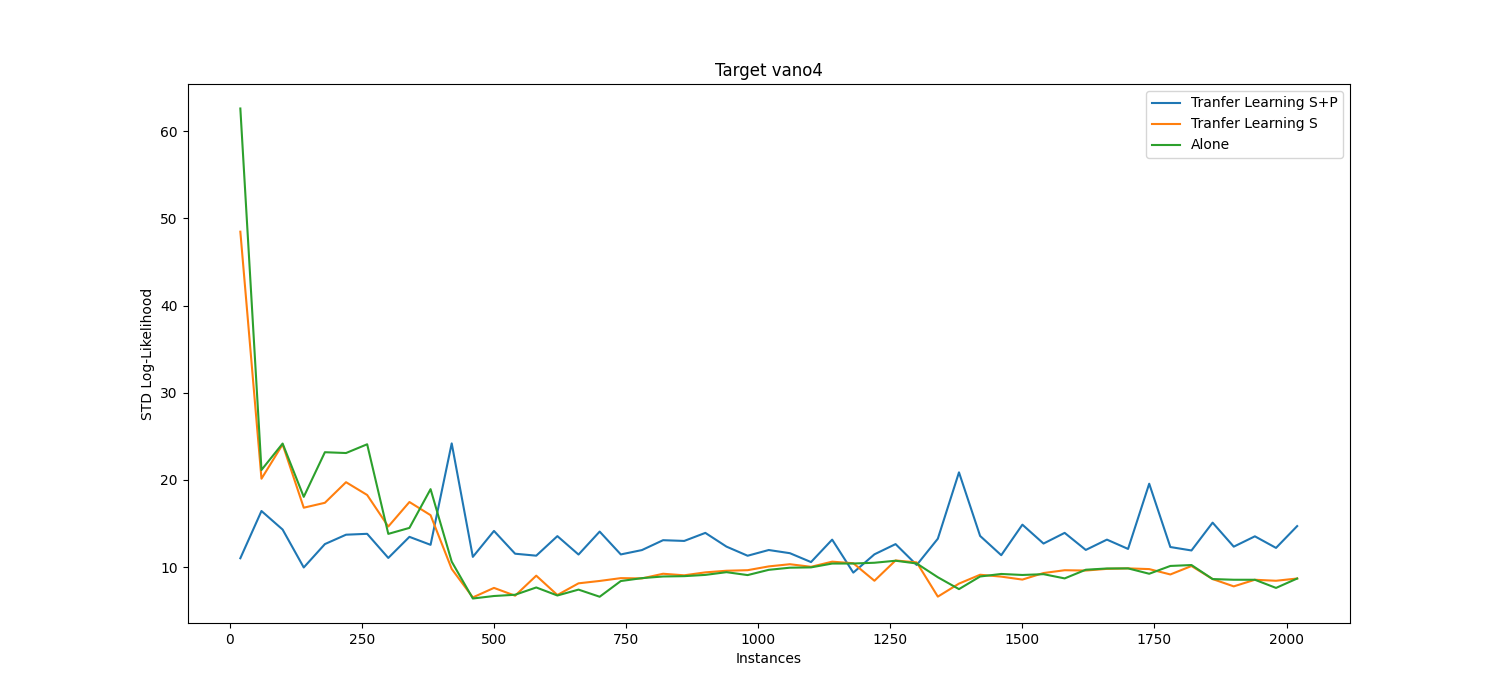 Target vano4
Tranfer Learning S+P
Tranfer Learning S
Alone
STD Log-Likelihood
60
50
40
30
20
10
0 250 500 750 1000 1250 1500 1750 2000
Instances